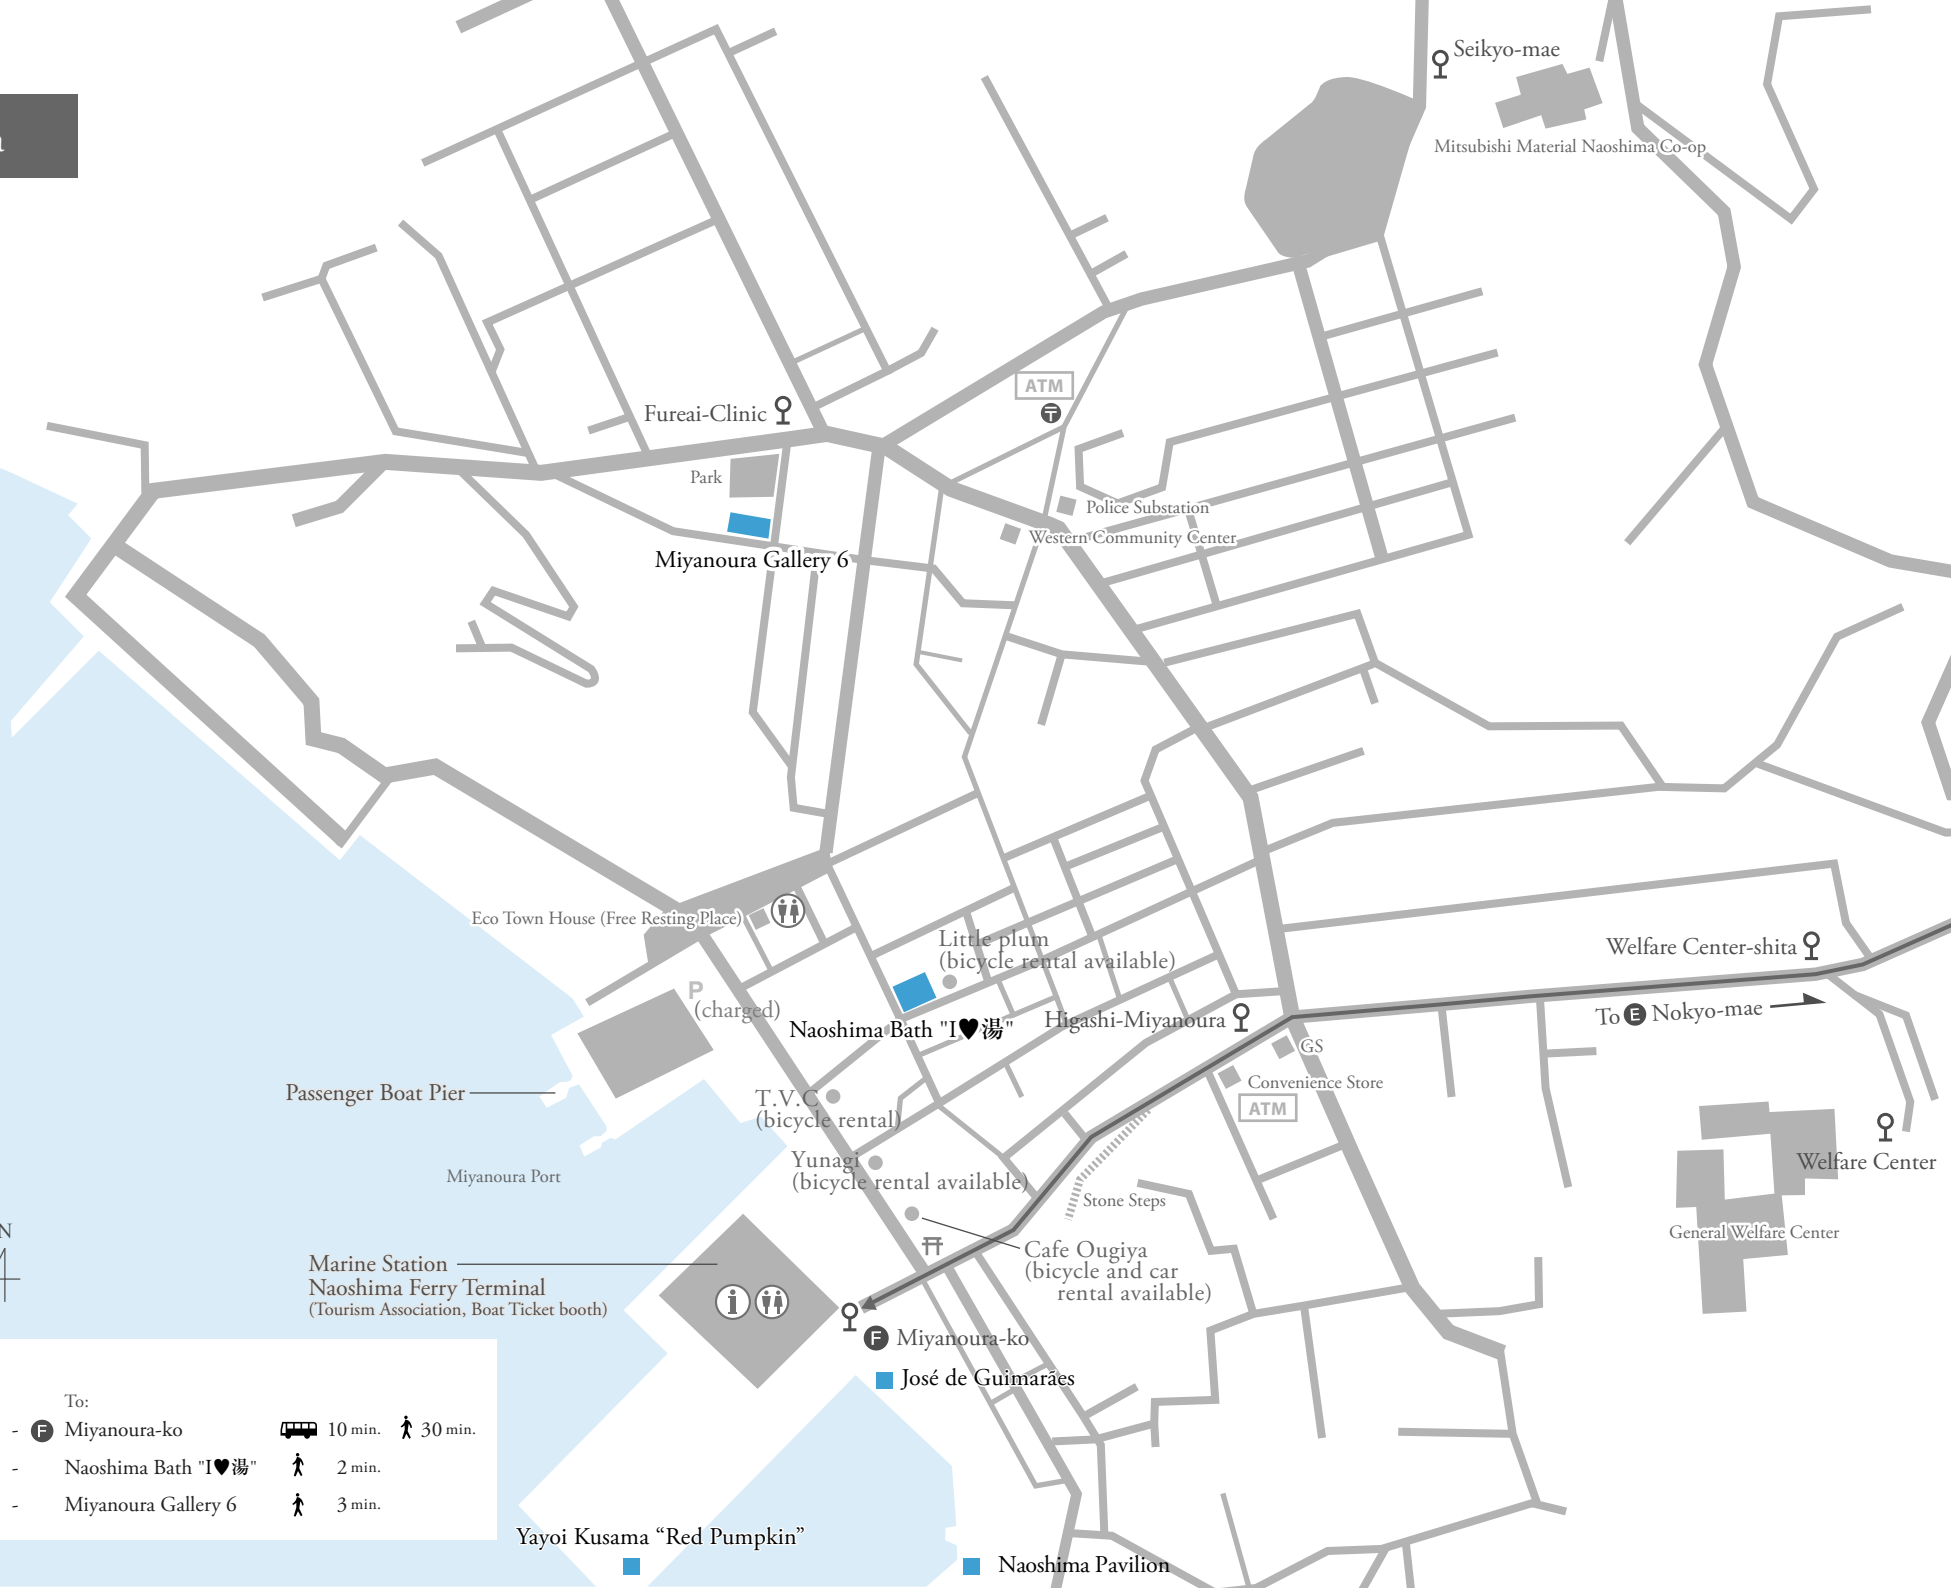 Seikyo-mae
Mitsubishi Material Naoshima Co-op
ATM
〒
Fureai-Clinic
Park
Police Substation
Western Community Center
Miyanoura Gallery 6
Eco Town House (Free Resting Place)
P
(charged)
Little plum
(bicycle rental available)
Naoshima Bath "I♥湯"
Higashi-Miyanoura
Welfare Center-shita
To E Nokyo-mae
GS
Convenience Store
ATM
Passenger Boat Pier
T.V.C
(bicycle rental)
Miyanoura Port
Yunagi
(bicycle rental available)
Stone Steps
Welfare Center
General Welfare Center
N
Marine Station
Naoshima Ferry Terminal
(Tourism Association, Boat Ticket booth)
i
Cafe Ougiya
(bicycle and car
rental available)
F Miyanoura-ko
José de Guimarães
To:
- F Miyanoura-ko 10 min. 30 min.
- Naoshima Bath "I♥湯" 2 min.
- Miyanoura Gallery 6 3 min.
Yayoi Kusama “Red Pumpkin”
Naoshima Pavilion